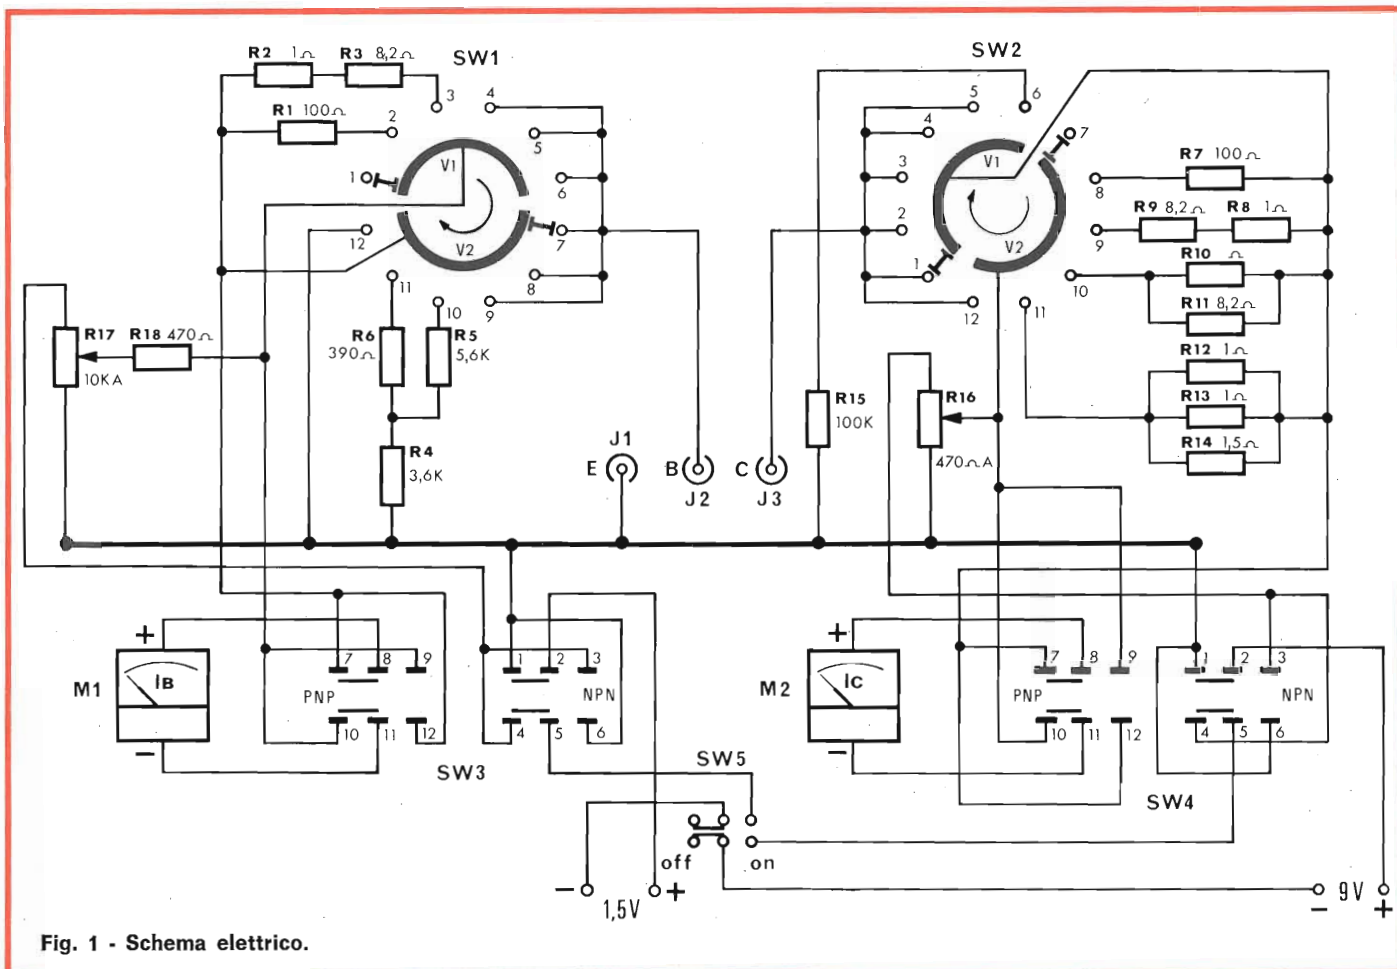 SW1
R2 1Ω R3 8,2Ω
R1 100Ω
1 2 3 4 5 6 7 8 9 10 11 12
V1
V2
R17
10KA
R18 470Ω
R6
390Ω
R5
5,6K
R4
3,6K
SW2
1 2 3 4 5 6 7 8 9 10 11 12
V1
V2
R7 100Ω
R9 8,2Ω R8 1Ω
R10 Ω
R11 8,2Ω
R12 1Ω
R13 1Ω
R14 1,5Ω
R15
100K
R16
470ΩA
J1
E
B
J2
C
J3
M1
+
IB
−
PNP
7 8 9
10 11 12
SW3
1 2 3
4 5 6
NPN
M2
+
IC
−
PNP
7 8 9
10 11 12
SW4
1 2 3
4 5 6
NPN
SW5
off on
− +
1,5V
− 9V +
Fig. 1 - Schema elettrico.